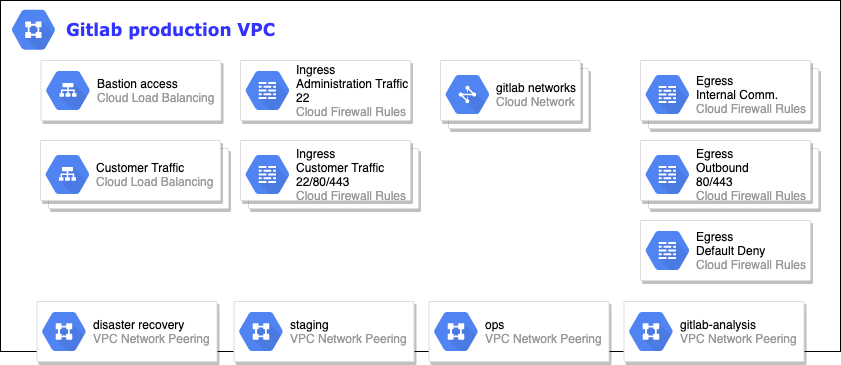 Gitlab production VPC
Bastion access
Cloud Load Balancing
Ingress
Administration Traffic
22
Cloud Firewall Rules
gitlab networks
Cloud Network
Egress
Internal Comm.
Cloud Firewall Rules
Customer Traffic
Cloud Load Balancing
Ingress
Customer Traffic
22/80/443
Cloud Firewall Rules
Egress
Outbound
80/443
Cloud Firewall Rules
Egress
Default Deny
Cloud Firewall Rules
disaster recovery
VPC Network Peering
staging
VPC Network Peering
ops
VPC Network Peering
gitlab-analysis
VPC Network Peering